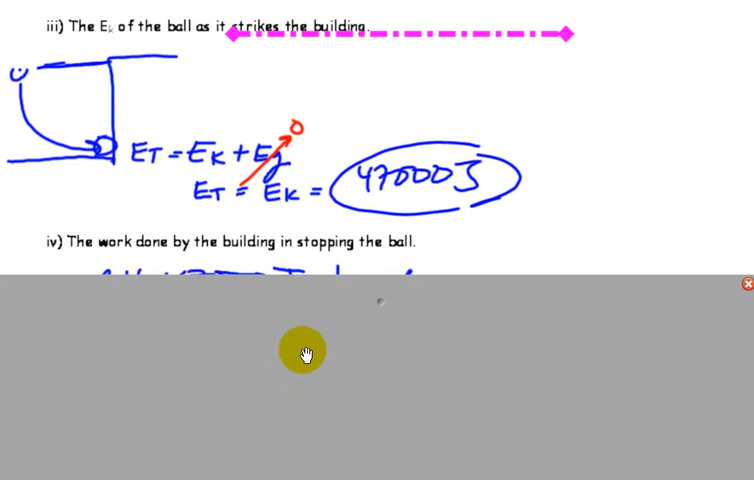 iii) The Eₖ of the ball as it strikes the building.
ET = EK + Eg 0
ET = EK = 47000J
iv) The work done by the building in stopping the ball.